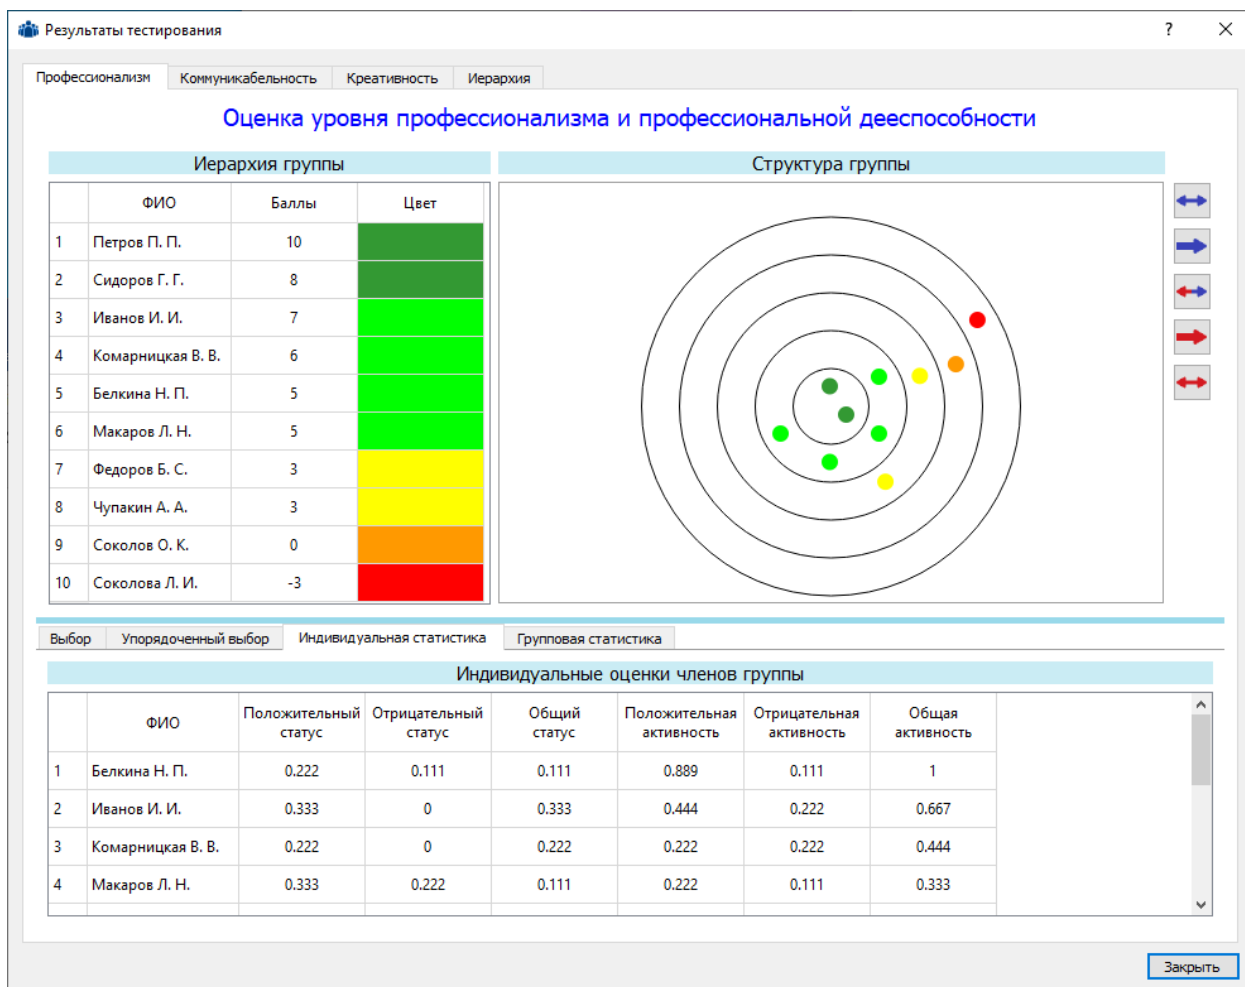 Результаты тестирования
?
Профессионализм Коммуникабельность Креативность Иерархия
Оценка уровня профессионализма и профессиональной дееспособности
Иерархия группы
ФИО Баллы Цвет
1 Петров П. П. 10
2 Сидоров Г. Г. 8
3 Иванов И. И. 7
4 Комарницкая В. В. 6
5 Белкина Н. П. 5
6 Макаров Л. Н. 5
7 Федоров Б. С. 3
8 Чупакин А. А. 3
9 Соколов О. К. 0
10 Соколова Л. И. -3
Структура группы
Выбор Упорядоченный выбор Индивидуальная статистика Групповая статистика
Индивидуальные оценки членов группы
ФИО Положительный статус Отрицательный статус Общий статус Положительная активность Отрицательная активность Общая активность
1 Белкина Н. П. 0.222 0.111 0.111 0.889 0.111 1
2 Иванов И. И. 0.333 0 0.333 0.444 0.222 0.667
3 Комарницкая В. В. 0.222 0 0.222 0.222 0.222 0.444
4 Макаров Л. Н. 0.333 0.222 0.111 0.222 0.111 0.333
Закрыть